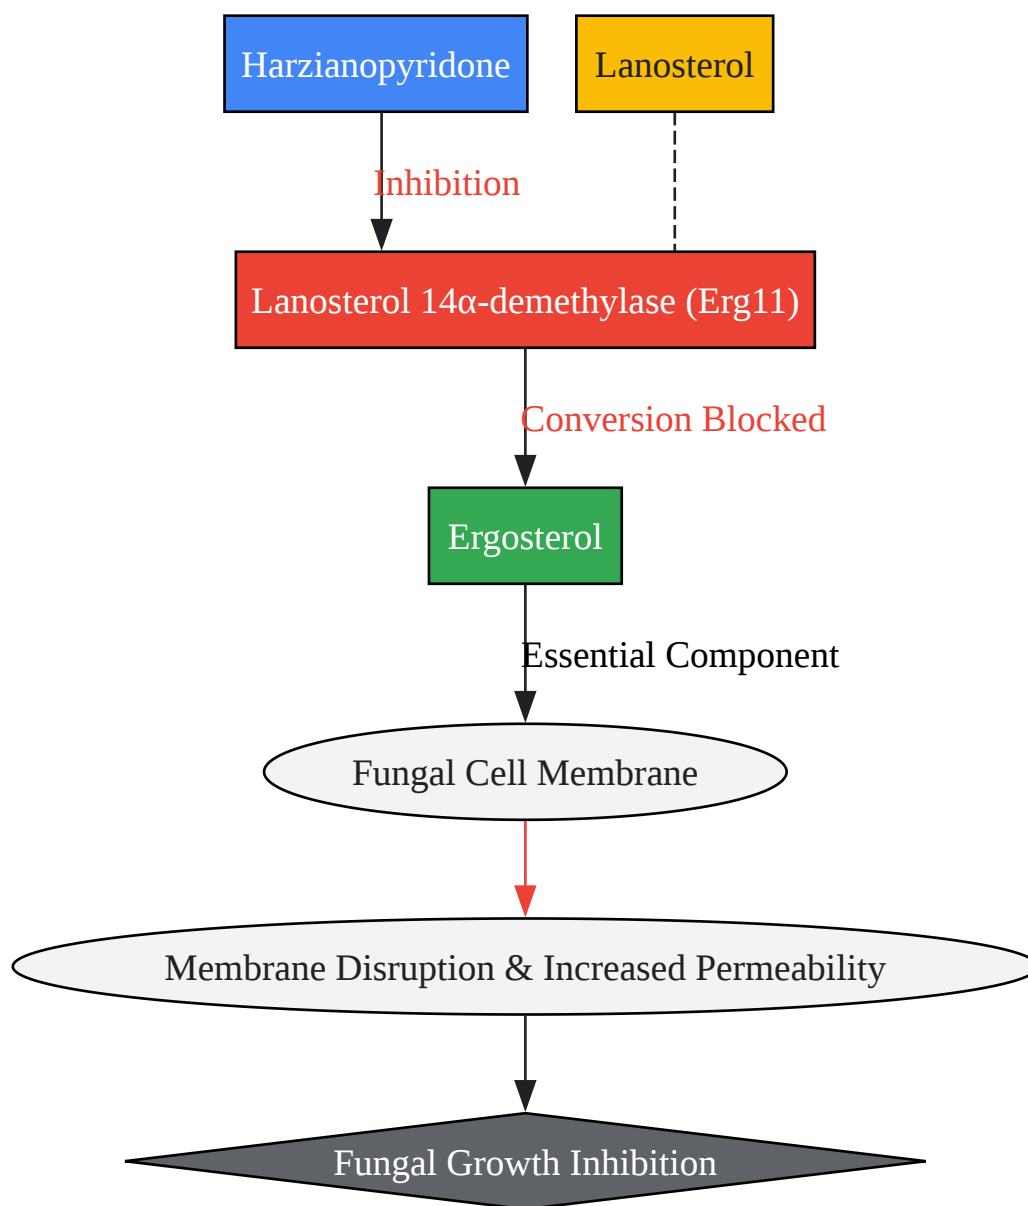 Harzianopyridone
Lanosterol
Inhibition
Lanosterol 14α-demethylase (Erg11)
Conversion Blocked
Ergosterol
Essential Component
Fungal Cell Membrane
Membrane Disruption & Increased Permeability
Fungal Growth Inhibition